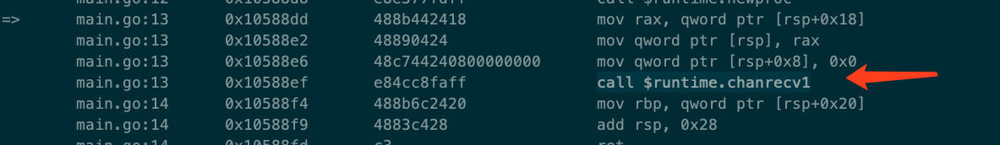 main.go:12 0x10588d8 call $runtime.newproc
=> main.go:13 0x10588dd 488b442418 mov rax, qword ptr [rsp+0x18]
main.go:13 0x10588e2 48890424 mov qword ptr [rsp], rax
main.go:13 0x10588e6 48c744240800000000 mov qword ptr [rsp+0x8], 0x0
main.go:13 0x10588ef e84cc8faff call $runtime.chanrecv1
main.go:14 0x10588f4 488b6c2420 mov rbp, qword ptr [rsp+0x20]
main.go:14 0x10588f9 4883c428 add rsp, 0x28
main.go:14 0x10588fd c3 ret